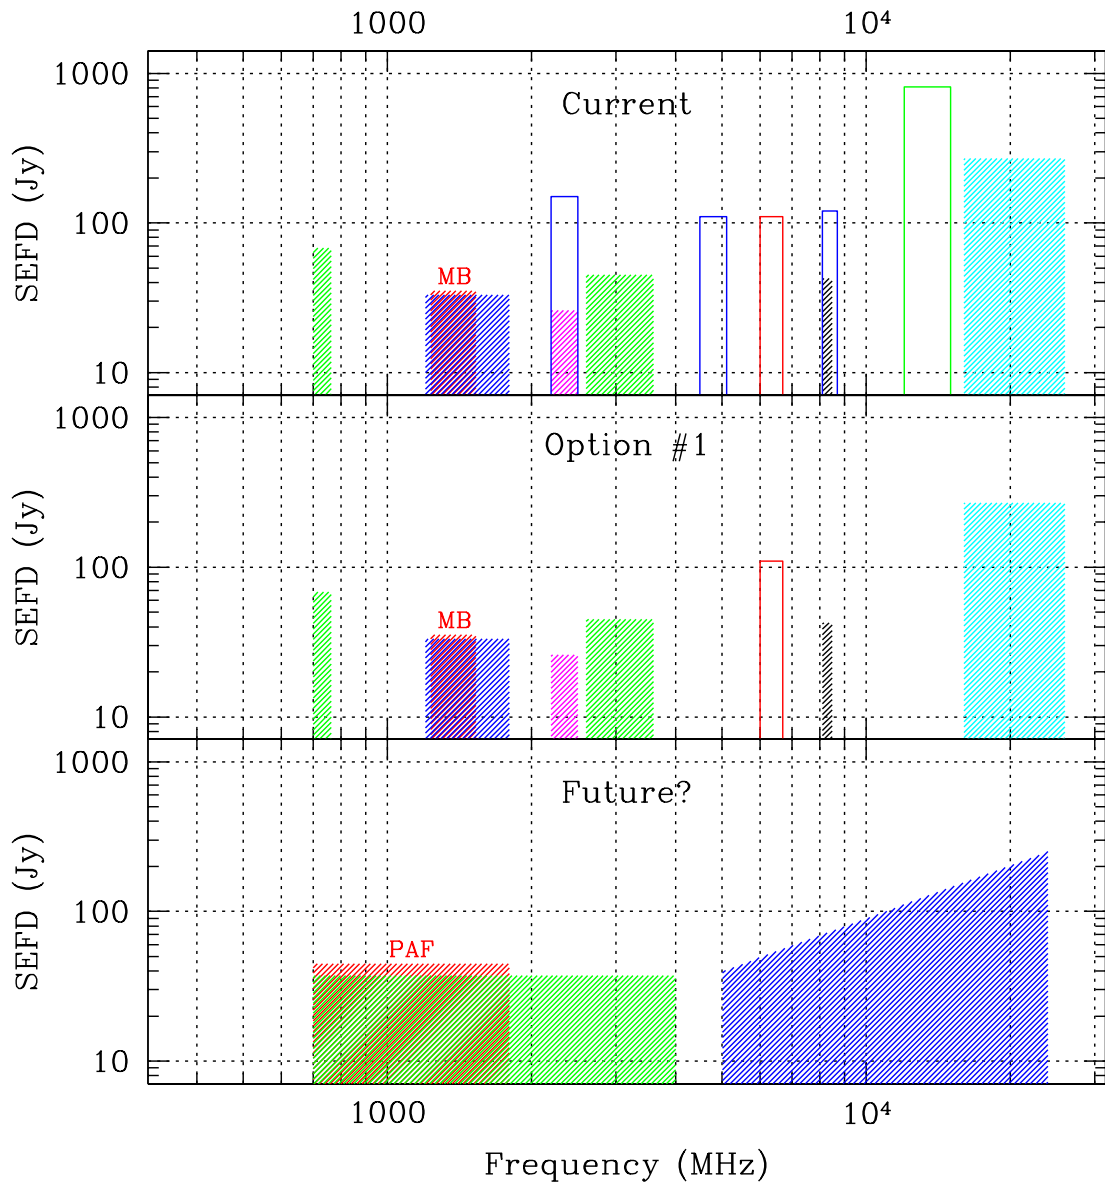 1000 10⁴
1000
Current
SEFD (Jy)
100
MB
10
1000
Option #1
SEFD (Jy)
100
MB
10
1000
Future?
SEFD (Jy)
100
PAF
10
1000 10⁴
Frequency (MHz)